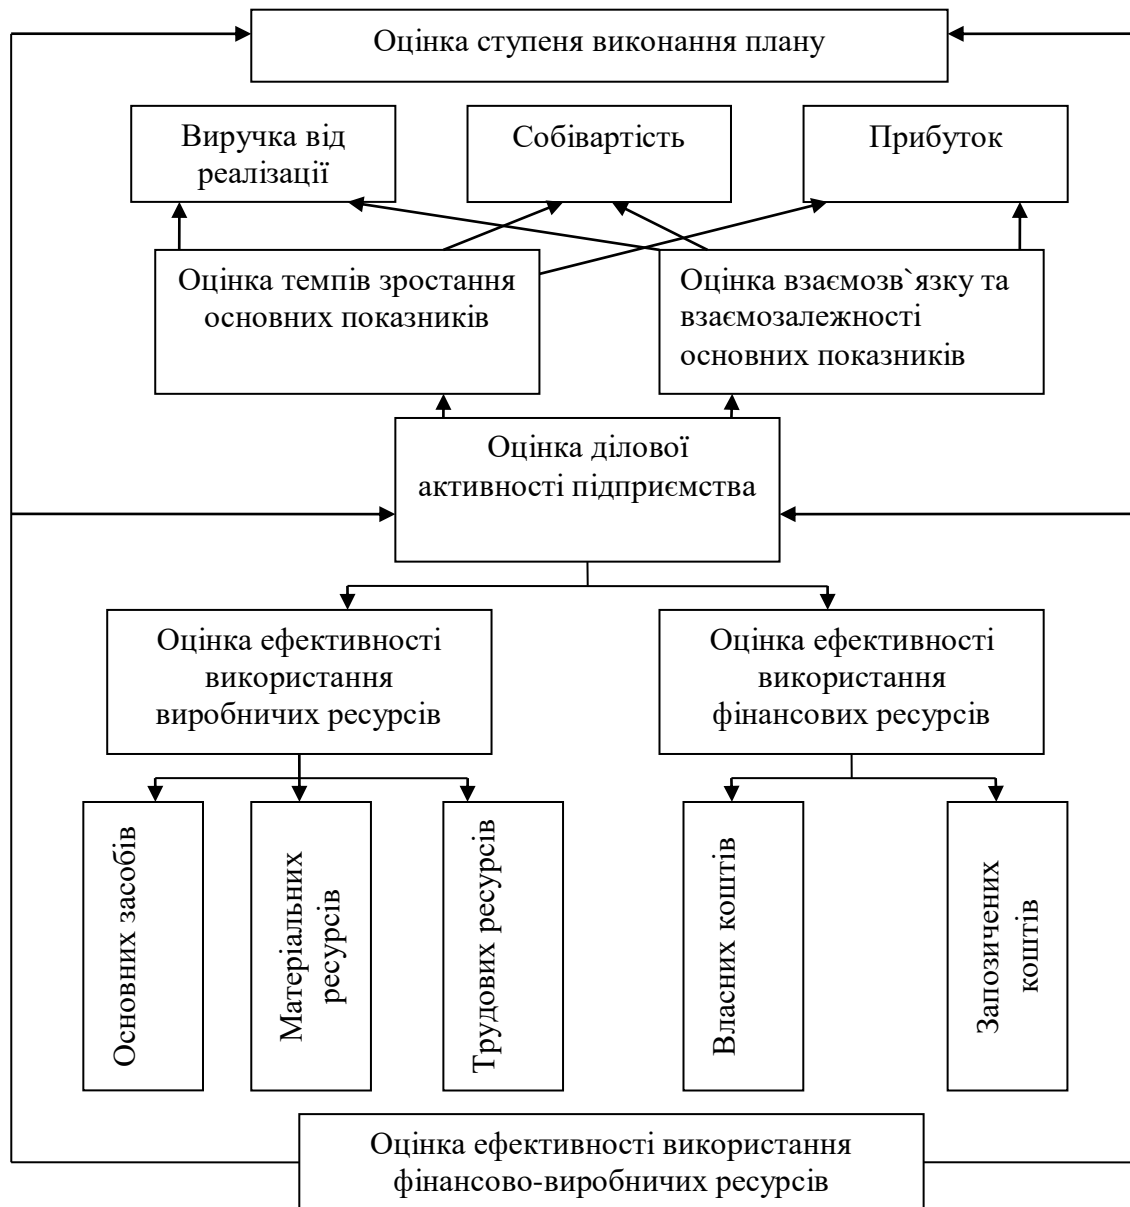 Оцінка ступеня виконання плану
Виручка від
реалізації
Собівартість
Прибуток
Оцінка темпів зростання
основних показників
Оцінка взаємозв`язку та
взаємозалежності
основних показників
Оцінка ділової
активності підприємства
Оцінка ефективності
використання
виробничих ресурсів
Оцінка ефективності
використання
фінансових ресурсів
Основних засобів
Матеріальних
ресурсів
Трудових ресурсів
Власних коштів
Запозичених
коштів
Оцінка ефективності використання
фінансово-виробничих ресурсів